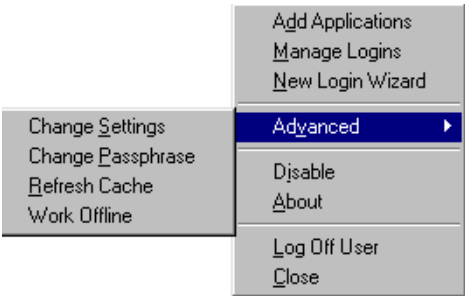 Add Applications
Manage Logins
New Login Wizard
Advanced
Change Settings
Change Passphrase
Refresh Cache
Work Offline
Disable
About
Log Off User
Close